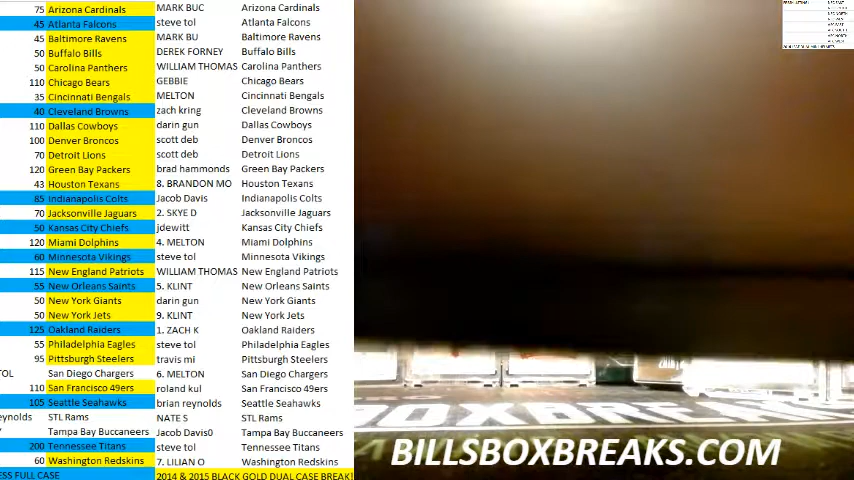 75 Arizona Cardinals MARK BUC Arizona Cardinals
45 Atlanta Falcons steve tol Atlanta Falcons
45 Baltimore Ravens MARK BU Baltimore Ravens
50 Buffalo Bills DEREK FORNEY Buffalo Bills
50 Carolina Panthers WILLIAM THOMAS Carolina Panthers
110 Chicago Bears GEBBIE Chicago Bears
35 Cincinnati Bengals MELTON Cincinnati Bengals
40 Cleveland Browns zach kring Cleveland Browns
110 Dallas Cowboys darin gun Dallas Cowboys
100 Denver Broncos scott deb Denver Broncos
70 Detroit Lions scott deb Detroit Lions
120 Green Bay Packers brad hammonds Green Bay Packers
43 Houston Texans 8. BRANDON MO Houston Texans
85 Indianapolis Colts Jacob Davis Indianapolis Colts
70 Jacksonville Jaguars 2. SKYE D Jacksonville Jaguars
50 Kansas City Chiefs jdewitt Kansas City Chiefs
120 Miami Dolphins 4. MELTON Miami Dolphins
60 Minnesota Vikings steve tol Minnesota Vikings
115 New England Patriots WILLIAM THOMAS New England Patriots
55 New Orleans Saints 5. KLINT New Orleans Saints
50 New York Giants darin gun New York Giants
50 New York Jets 9. KLINT New York Jets
125 Oakland Raiders 1. ZACH K Oakland Raiders
55 Philadelphia Eagles steve tol Philadelphia Eagles
95 Pittsburgh Steelers travis mi Pittsburgh Steelers
TOL San Diego Chargers 6. MELTON San Diego Chargers
110 San Francisco 49ers roland kul San Francisco 49ers
105 Seattle Seahawks brian reynolds Seattle Seahawks
eynolds STL Rams NATE S STL Rams
Tampa Bay Buccaneers Jacob Davis0 Tampa Bay Buccaneers
200 Tennessee Titans steve tol Tennessee Titans
60 Washington Redskins 7. LILIAN O Washington Redskins
ESS FULL CASE 2014 & 2015 BLACK GOLD DUAL CASE BREAK!
OXBREA
BILLSBOXBREAKS.COM